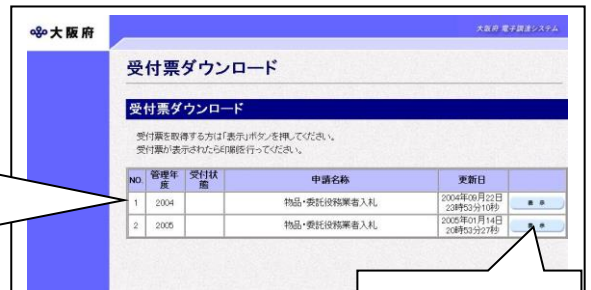 大阪府
大阪府 電子調達システム
受付票ダウンロード
受付票ダウンロード
受付票を取得する方は「表示」ボタンを押してください。
受付票が表示されたら印刷を行ってください。
NO. 管理年度 受付状態 申請名称 更新日
1 2004 物品・委託役務業者入札 2004年09月22日 23時53分10秒 表示
2 2005 物品・委託役務業者入札 2005年01月14日 20時53分27秒 表示